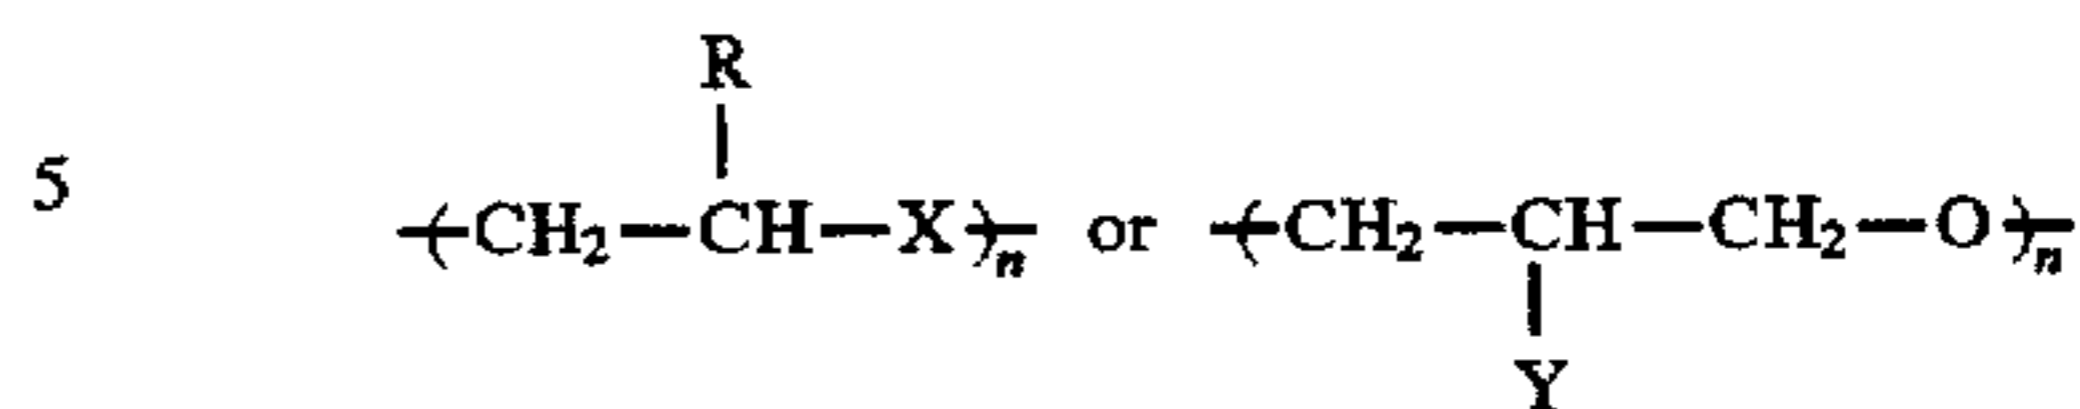 R
5 -(CH₂-CH-X)-ₙ or -(CH₂-CH-CH₂-O)-ₙ
Y